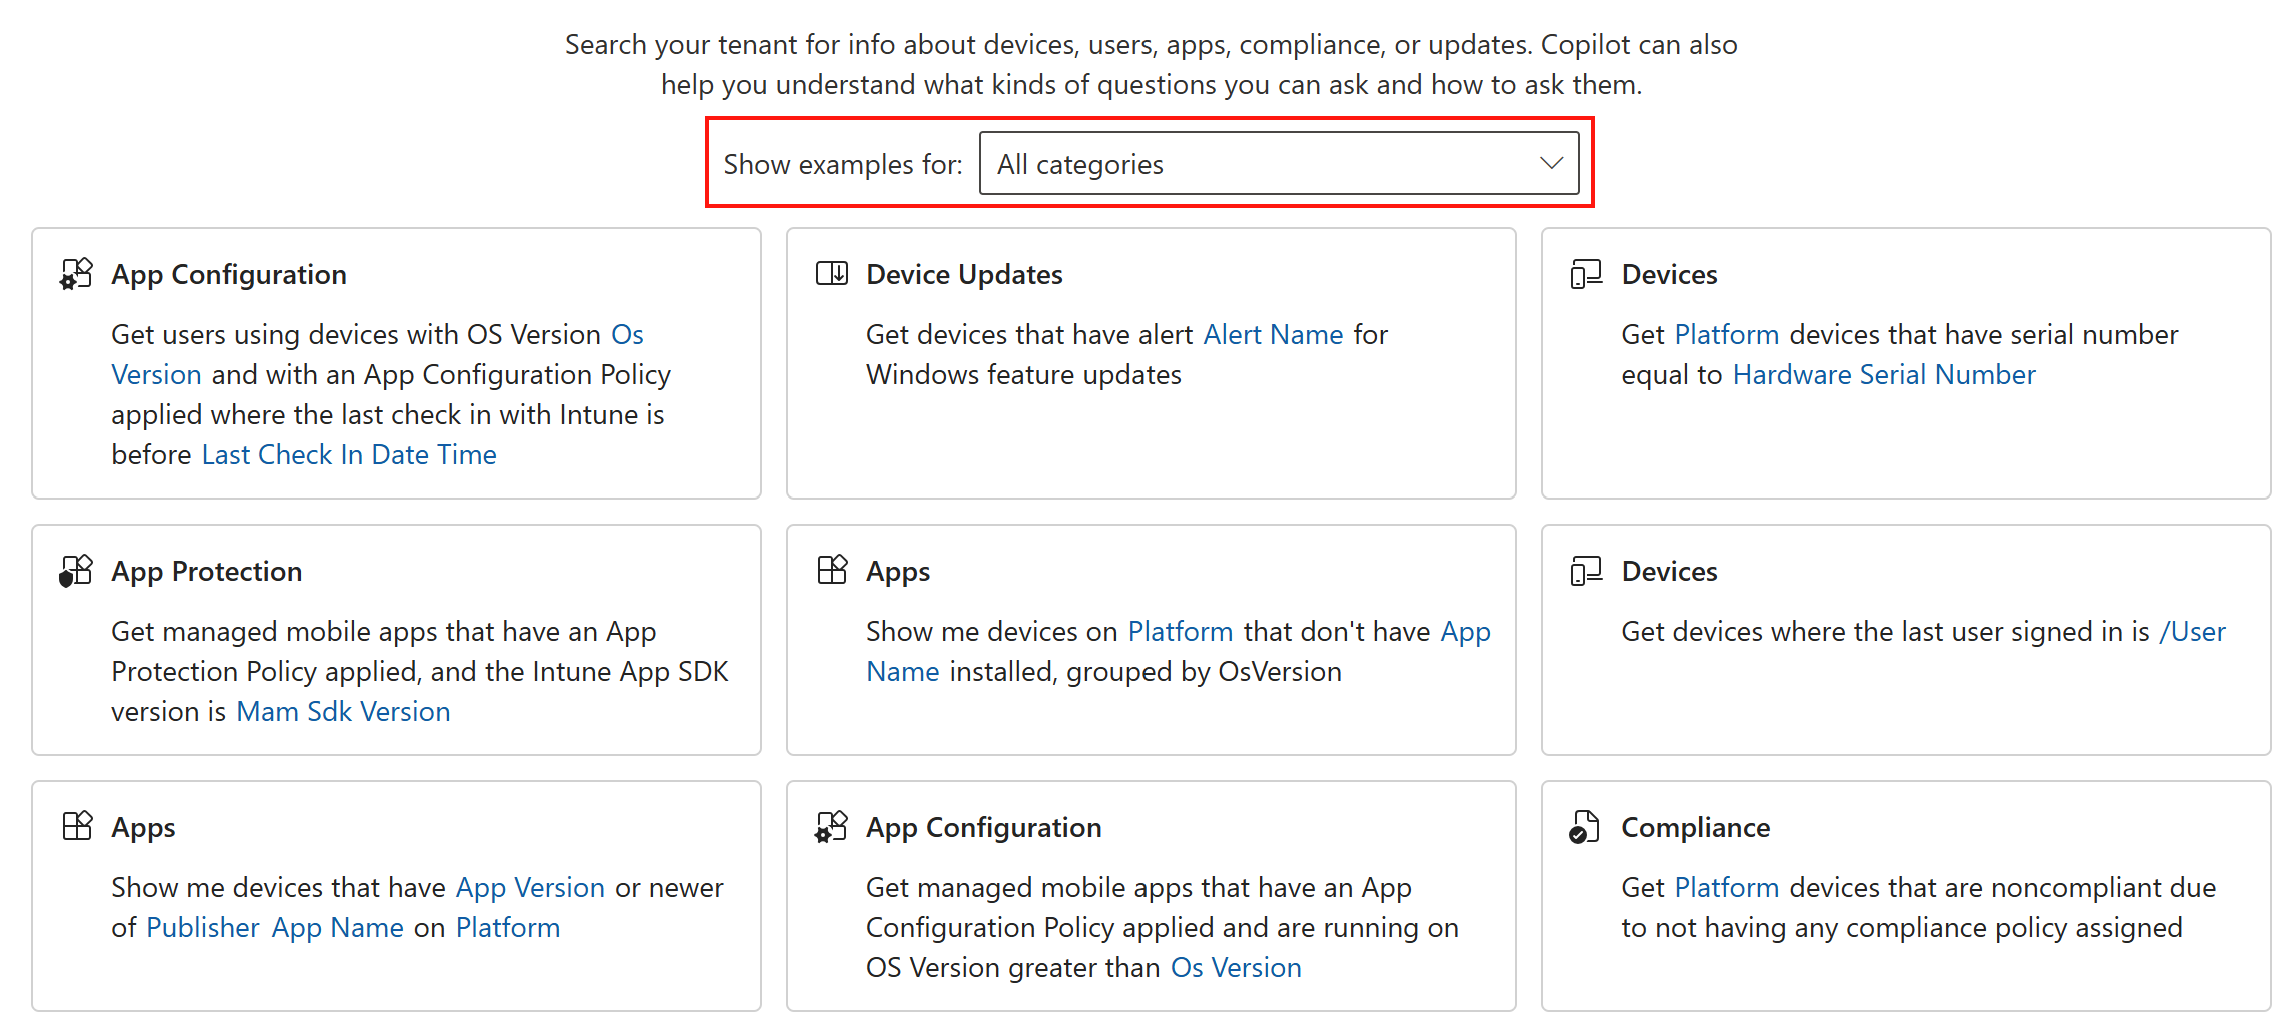 Search your tenant for info about devices, users, apps, compliance, or updates. Copilot can also
help you understand what kinds of questions you can ask and how to ask them.
Show examples for: All categories
App Configuration
Get users using devices with OS Version Os
Version and with an App Configuration Policy
applied where the last check in with Intune is
before Last Check In Date Time
Device Updates
Get devices that have alert Alert Name for
Windows feature updates
Devices
Get Platform devices that have serial number
equal to Hardware Serial Number
App Protection
Get managed mobile apps that have an App
Protection Policy applied, and the Intune App SDK
version is Mam Sdk Version
Apps
Show me devices on Platform that don't have App
Name installed, grouped by OsVersion
Devices
Get devices where the last user signed in is /User
Apps
Show me devices that have App Version or newer
of Publisher App Name on Platform
App Configuration
Get managed mobile apps that have an App
Configuration Policy applied and are running on
OS Version greater than Os Version
Compliance
Get Platform devices that are noncompliant due
to not having any compliance policy assigned